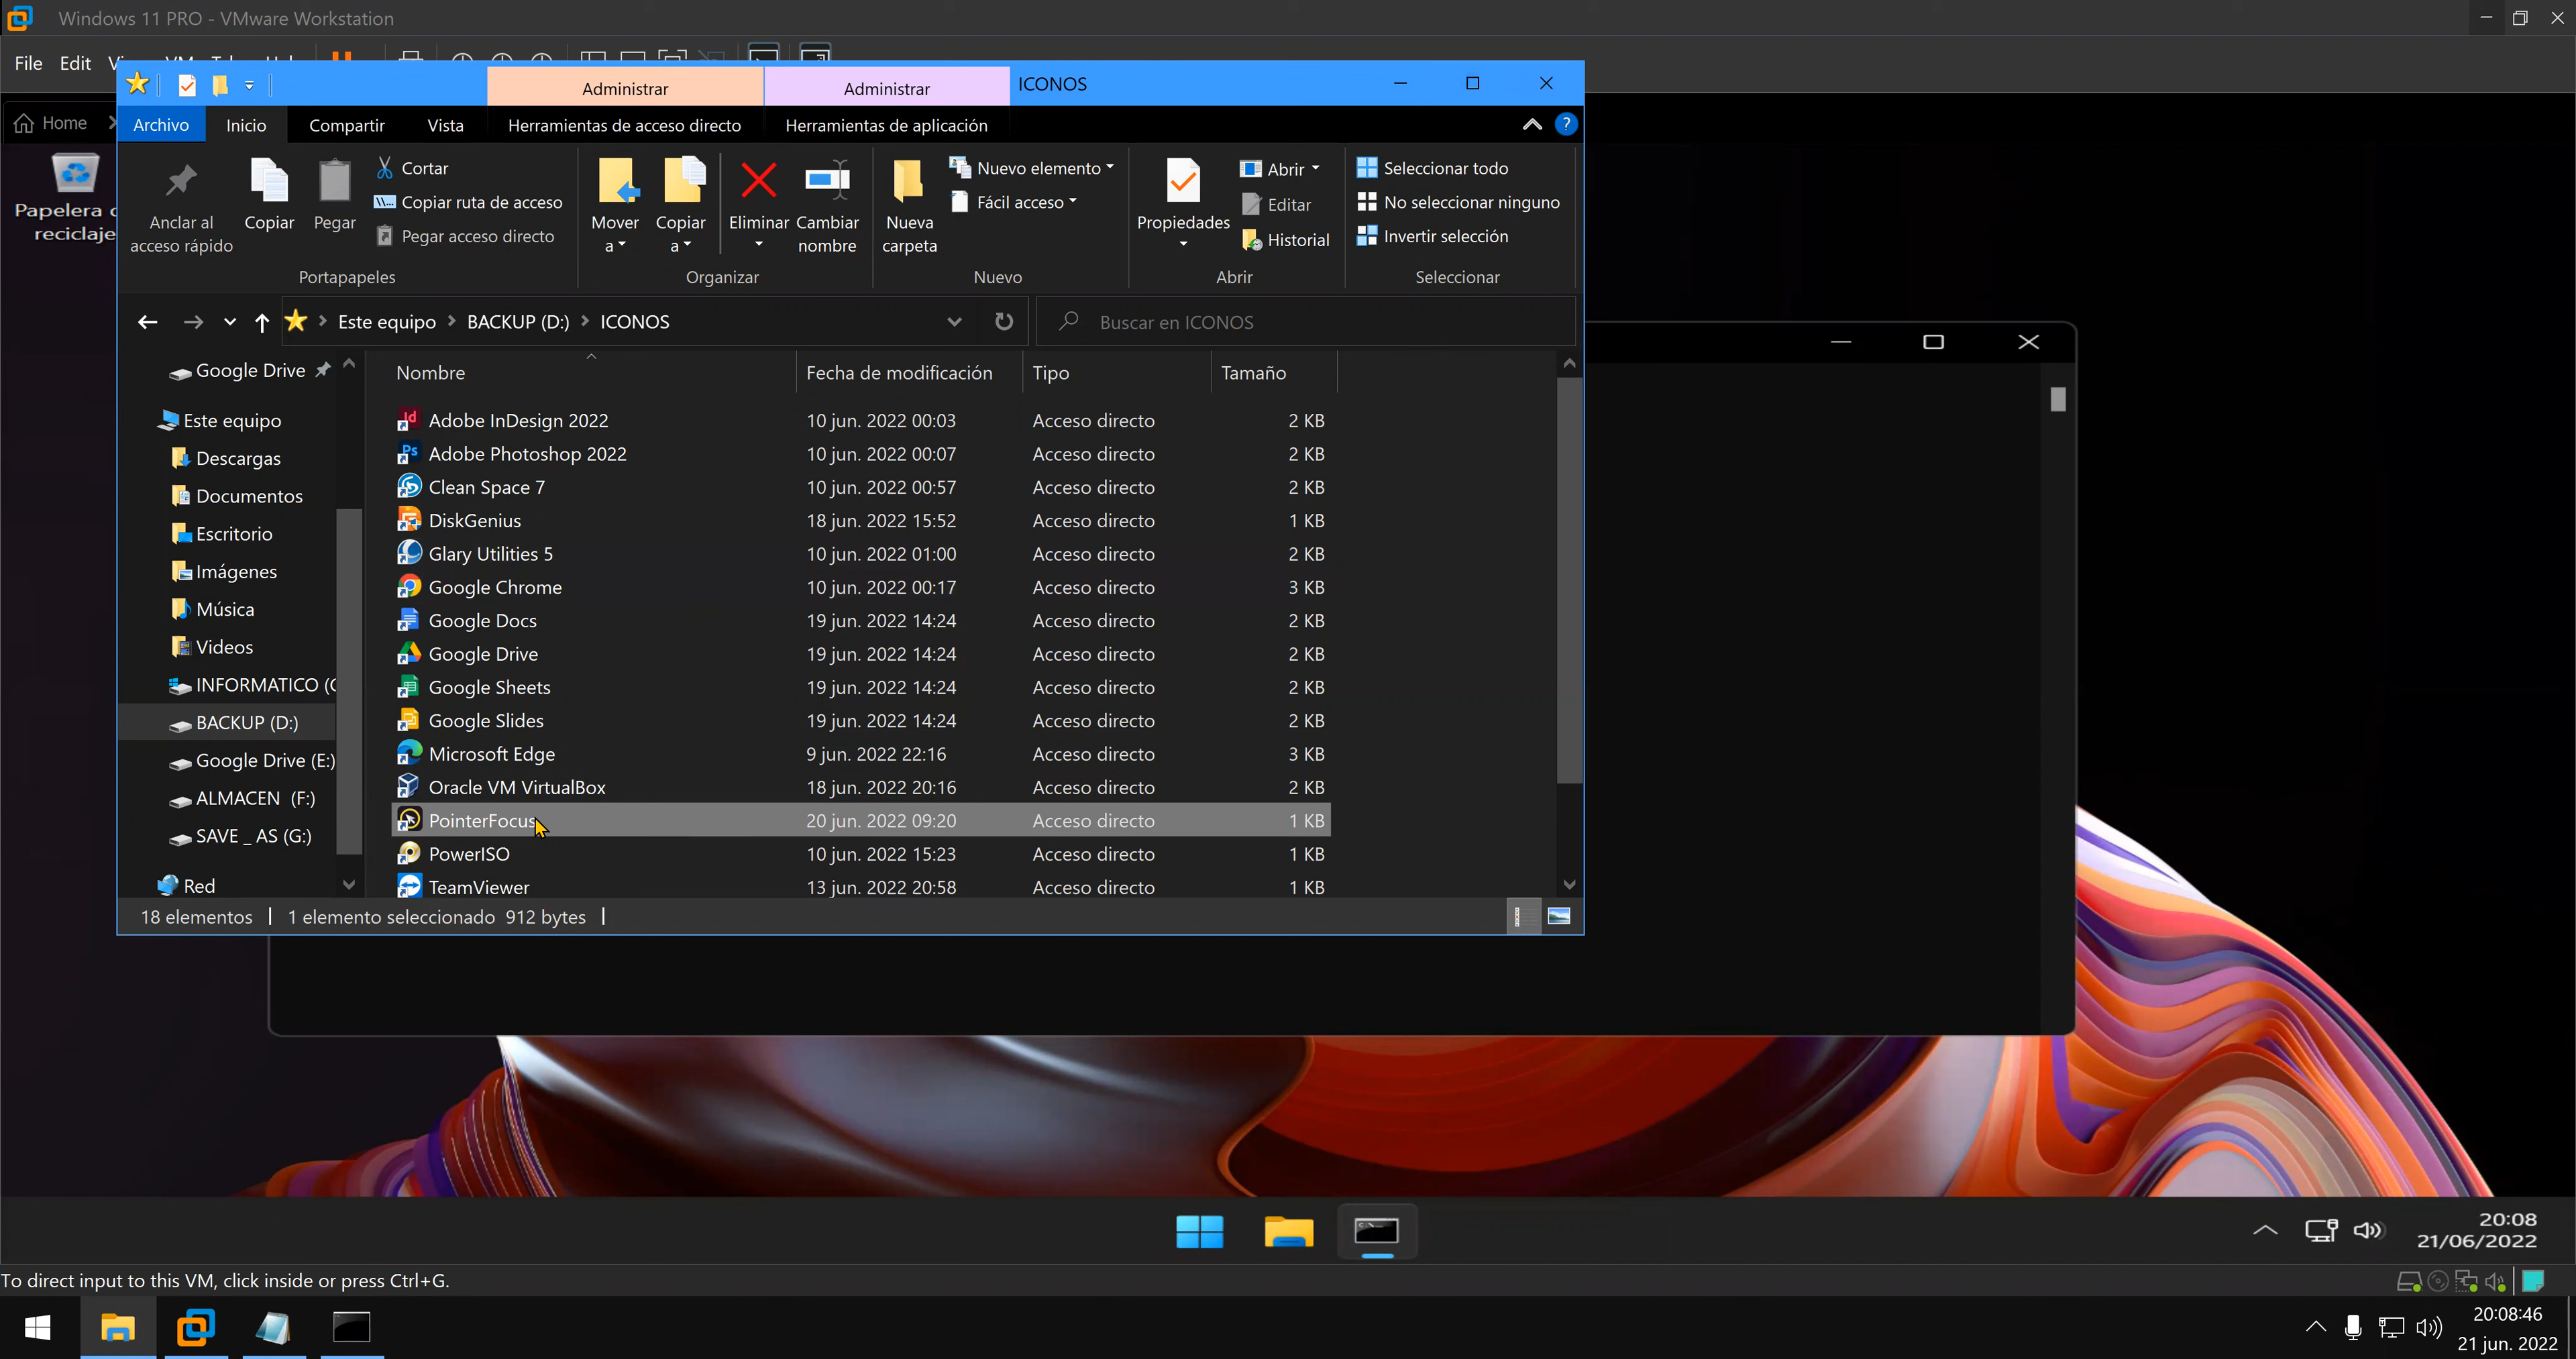 Windows 11 PRO - VMware Workstation
File Edit
Administrar Administrar ICONOS
Home
Archivo Inicio Compartir Vista Herramientas de acceso directo Herramientas de aplicación
Papelera
reciclaje
Anclar al
acceso rápido
Copiar
Pegar
Cortar
Copiar ruta de acceso
Pegar acceso directo
Portapapeles
Mover
a
Copiar
a
Eliminar
Cambiar
nombre
Organizar
Nueva
carpeta
Nuevo elemento
Fácil acceso
Nuevo
Propiedades
Abrir
Editar
Historial
Abrir
Seleccionar todo
No seleccionar ninguno
Invertir selección
Seleccionar
Este equipo BACKUP (D:) ICONOS
Buscar en ICONOS
Google Drive
Este equipo
Descargas
Documentos
Escritorio
Imágenes
Música
Videos
INFORMATICO
BACKUP (D:)
Google Drive (E:)
ALMACEN (F:)
SAVE _ AS (G:)
Red
Nombre Fecha de modificación Tipo Tamaño
Adobe InDesign 2022 10 jun. 2022 00:03 Acceso directo 2 KB
Adobe Photoshop 2022 10 jun. 2022 00:07 Acceso directo 2 KB
Clean Space 7 10 jun. 2022 00:57 Acceso directo 2 KB
DiskGenius 18 jun. 2022 15:52 Acceso directo 1 KB
Glary Utilities 5 10 jun. 2022 01:00 Acceso directo 2 KB
Google Chrome 10 jun. 2022 00:17 Acceso directo 3 KB
Google Docs 19 jun. 2022 14:24 Acceso directo 2 KB
Google Drive 19 jun. 2022 14:24 Acceso directo 2 KB
Google Sheets 19 jun. 2022 14:24 Acceso directo 2 KB
Google Slides 19 jun. 2022 14:24 Acceso directo 2 KB
Microsoft Edge 9 jun. 2022 22:16 Acceso directo 3 KB
Oracle VM VirtualBox 18 jun. 2022 20:16 Acceso directo 2 KB
PointerFocus 20 jun. 2022 09:20 Acceso directo 1 KB
PowerISO 10 jun. 2022 15:23 Acceso directo 1 KB
TeamViewer 13 jun. 2022 20:58 Acceso directo 1 KB
18 elementos 1 elemento seleccionado 912 bytes
20:08
21/06/2022
To direct input to this VM, click inside or press Ctrl+G.
20:08:46
21 jun. 2022